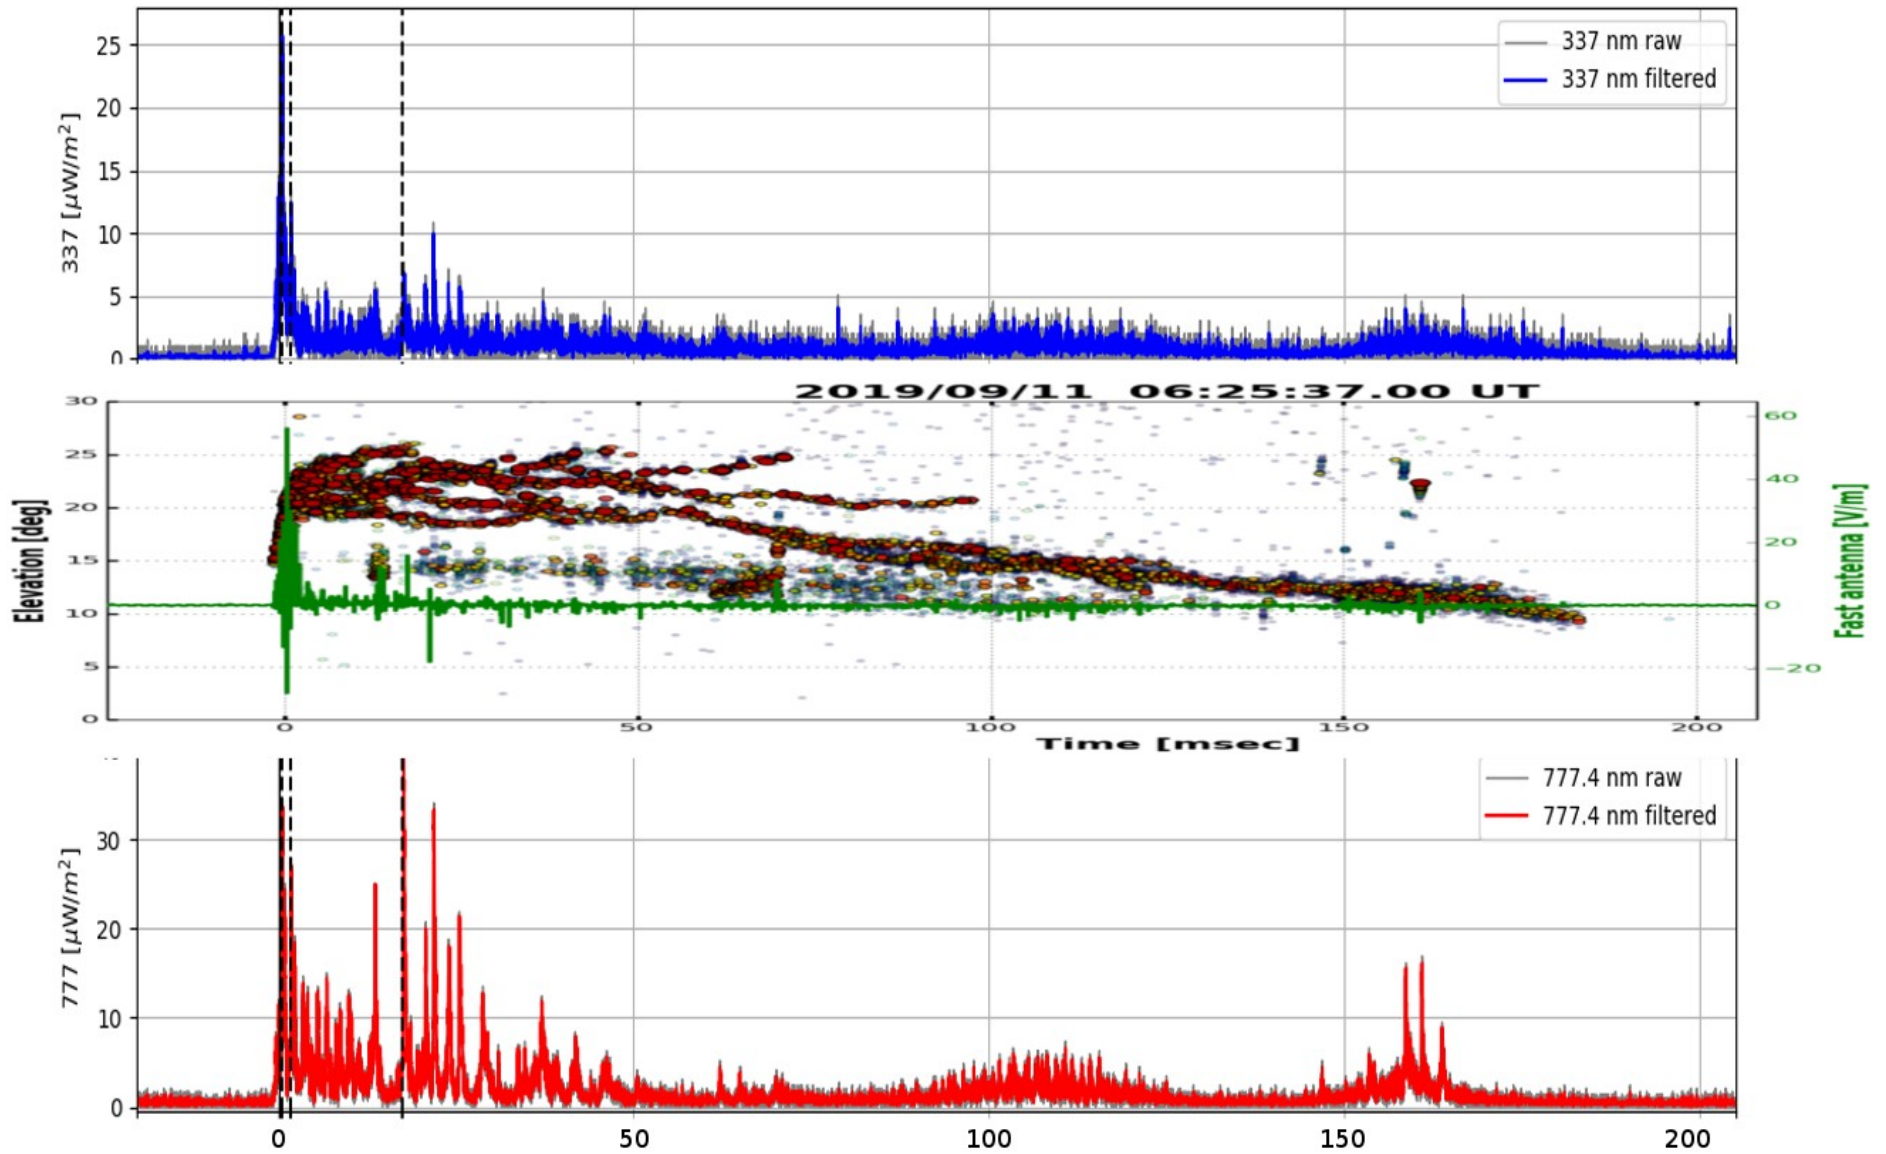 337 nm raw
337 nm filtered
25
20
15
10
5
0
337 [μW/m²]
2019/09/11 06:25:37.00 UT
30
25
20
15
10
5
0
Elevation [deg]
60
40
20
0
−20
Fast antenna [V/m]
0 50 100 150 200
Time [msec]
777.4 nm raw
777.4 nm filtered
30
20
10
0
777 [μW/m²]
0 50 100 150 200